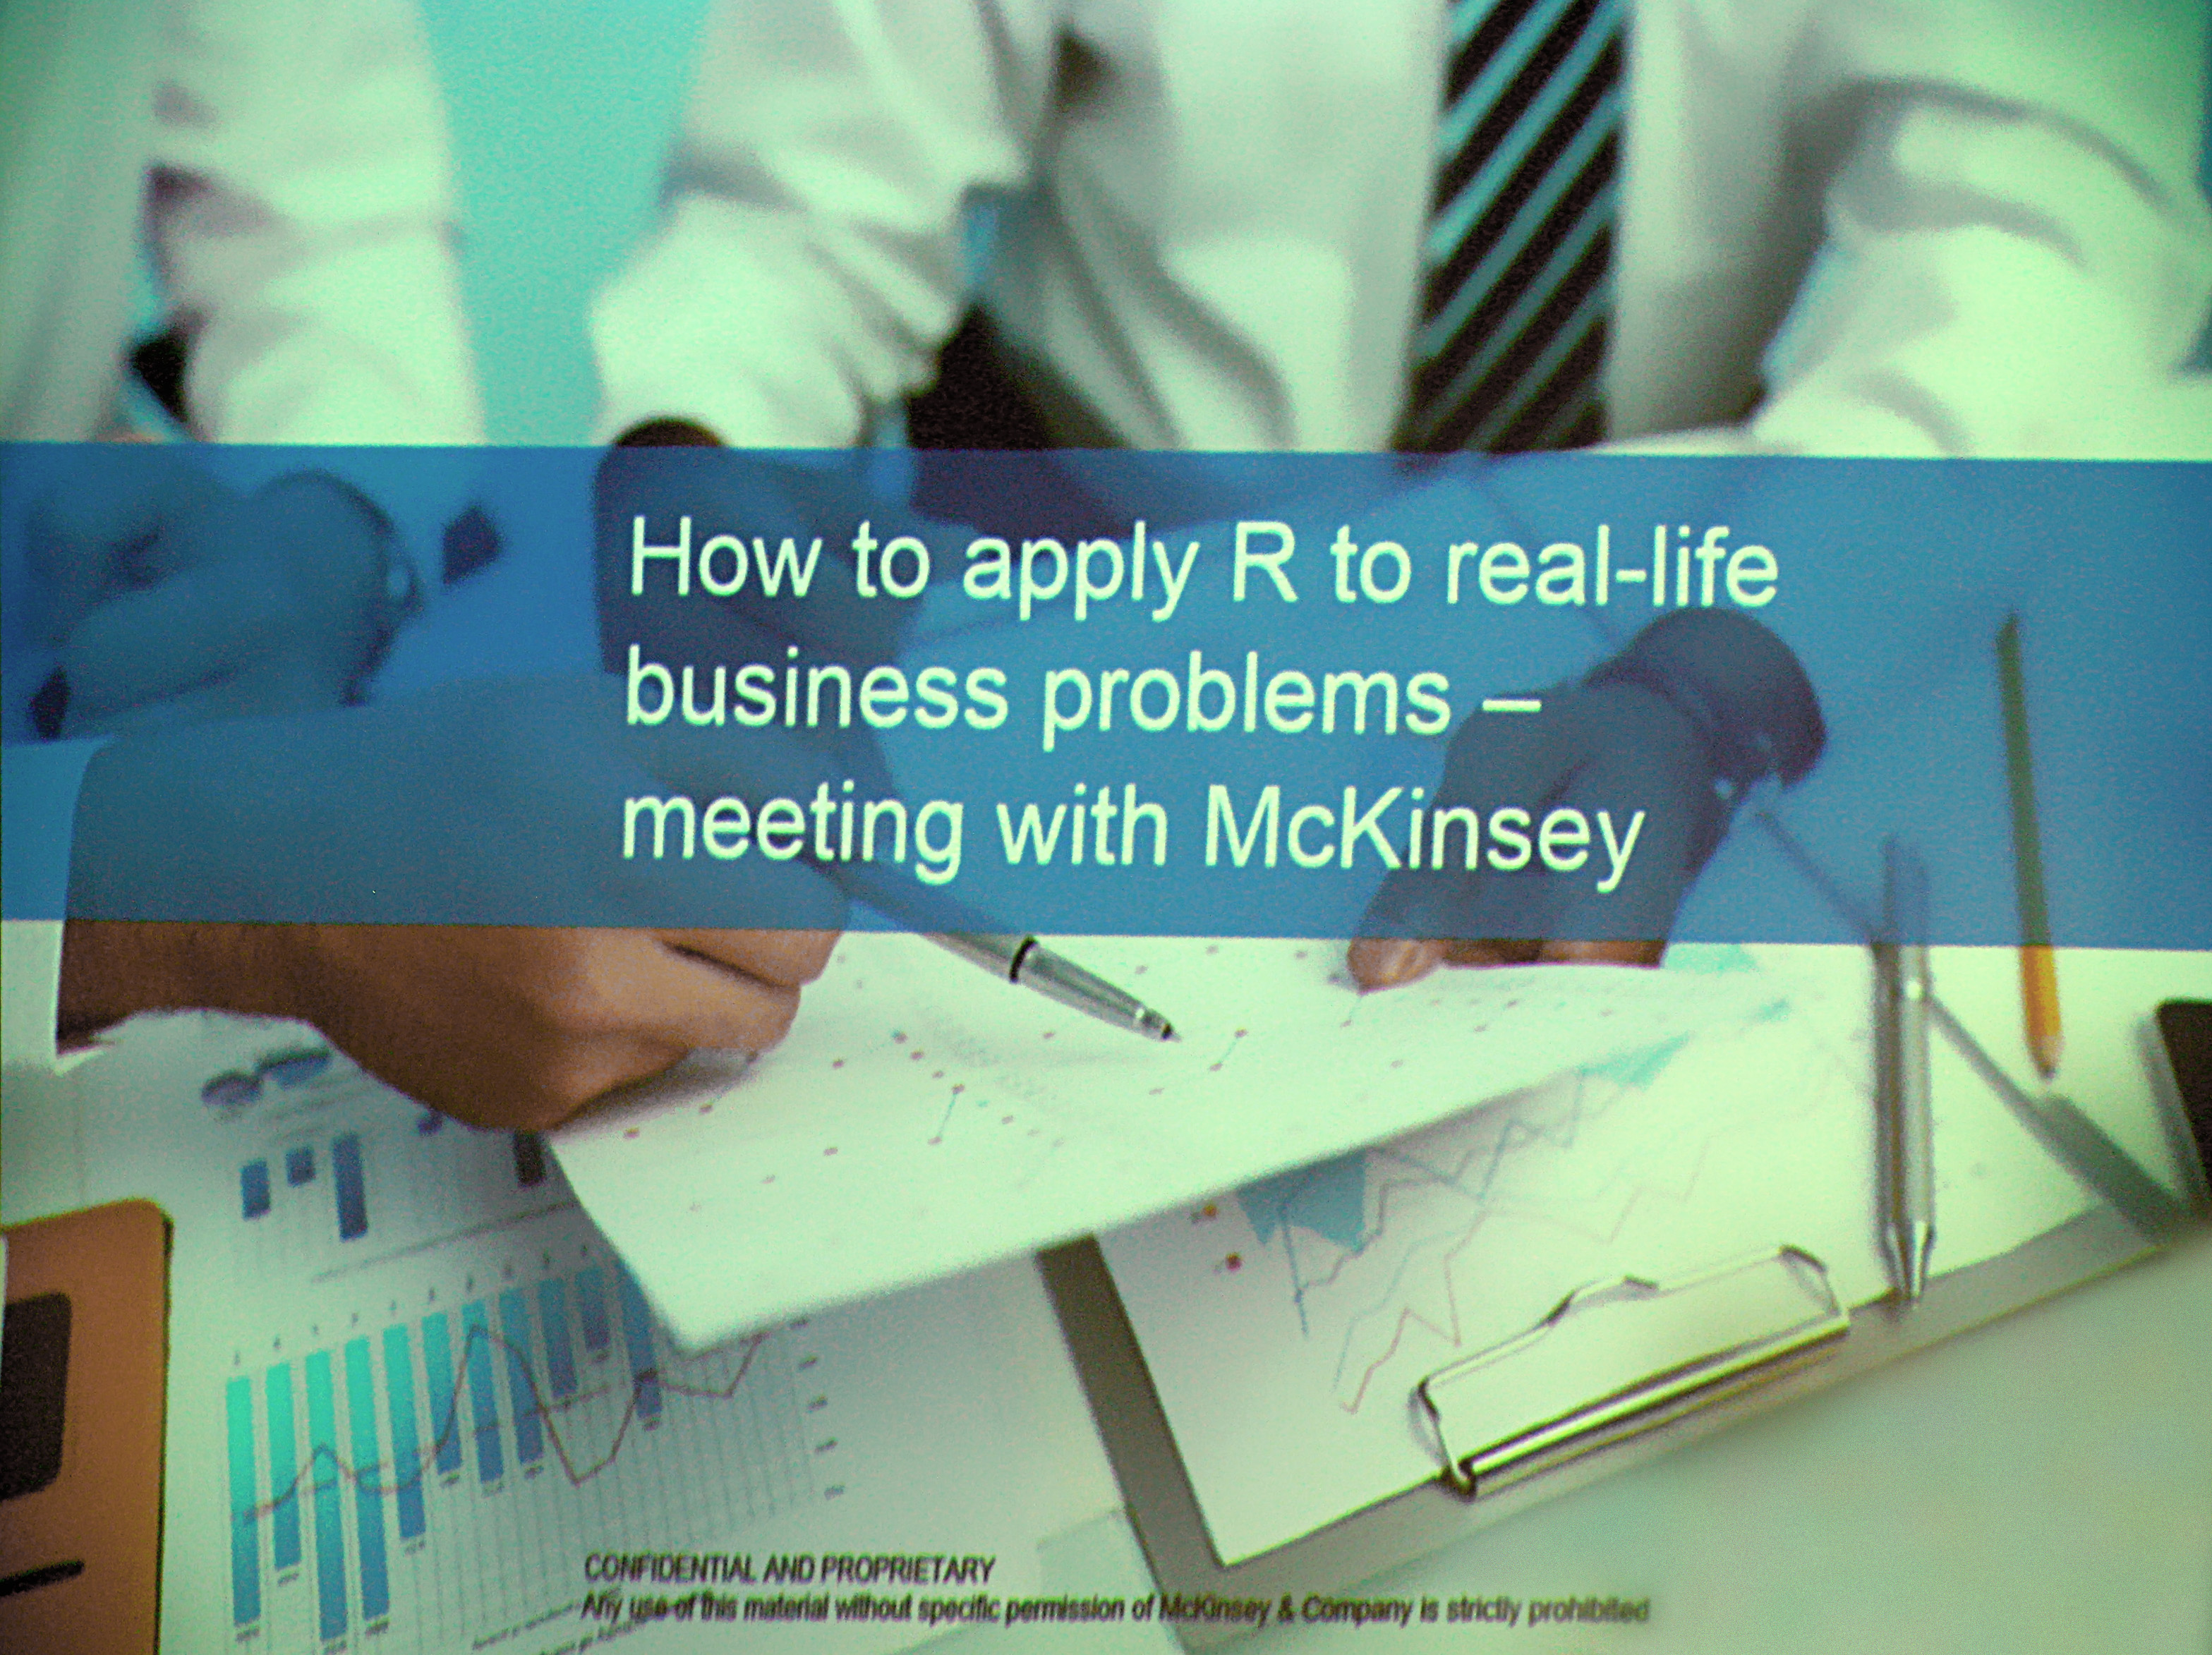 How to apply R to real-life
business problems –
meeting with McKinsey
CONFIDENTIAL AND PROPRIETARY
Any use of this material without specific permission of McKinsey & Company is strictly prohibited